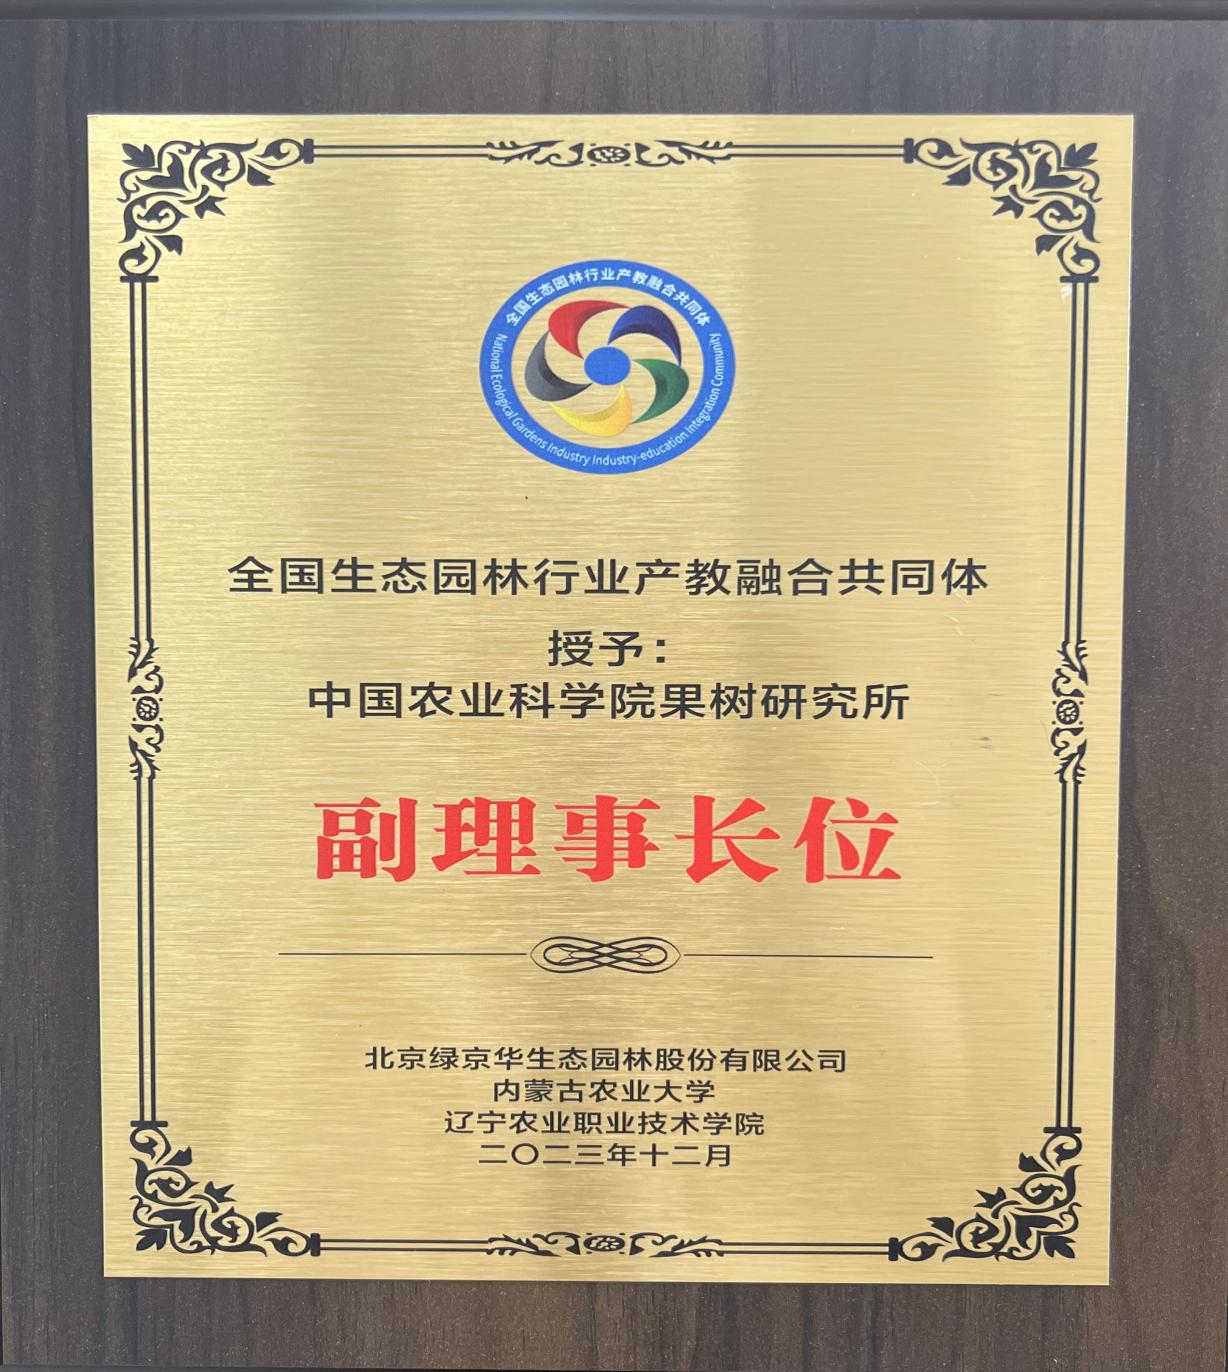 全国生态园林行业产教融合共同体
National Ecological Gardens Industry Industry-education Integration Community
全国生态园林行业产教融合共同体
授予：
中国农业科学院果树研究所
副理事长位
北京绿京华生态园林股份有限公司
内蒙古农业大学
辽宁农业职业技术学院
二〇二三年十二月